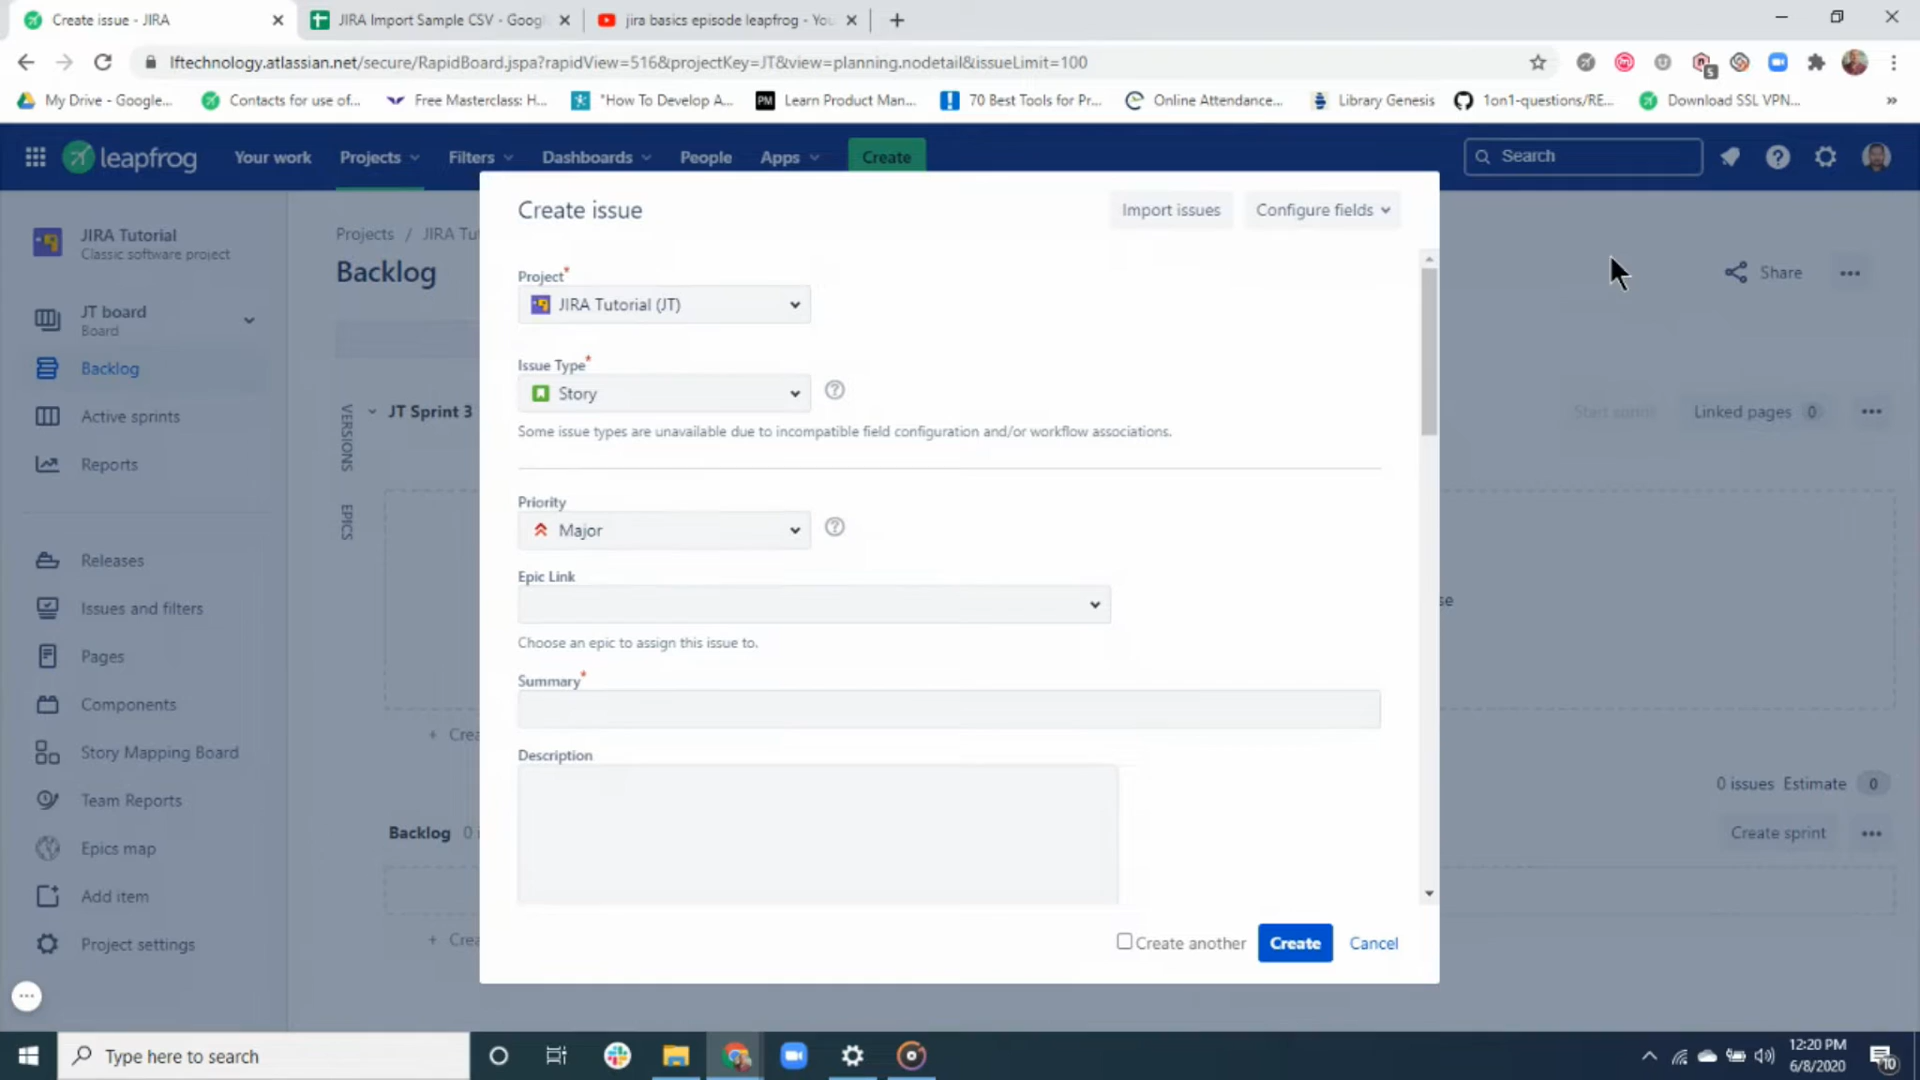 Create issue - JIRA
JIRA Import Sample CSV - Goog
jira basics episode leapfrog - You
lftechnology.atlassian.net/secure/RapidBoard.jspa?rapidView=516&projectKey=JT&view=planning.nodetail&issueLimit=100
My Drive - Google...
Contacts for use of...
Free Masterclass: H...
"How To Develop A...
PM
Learn Product Man...
70 Best Tools for Pr...
Online Attendance...
Library Genesis
1on1-questions/RE...
Download SSL VPN...
»
leapfrog
Your work
Projects
Filters
Dashboards
People
Apps
Create
Search
JIRA Tutorial
Classic software project
JT board
Board
Backlog
Active sprints
Reports
Releases
Issues and filters
Pages
Components
Story Mapping Board
Team Reports
Epics map
Add item
Project settings
Projects / JIRA Tu
Backlog
Share
VERSIONS
EPICS
JT Sprint 3
Linked pages 0
se
+ Crea
0 issues Estimate 0
Backlog 0 i
Create sprint
+ Crea
Create issue
Import issues
Configure fields
Project*
JIRA Tutorial (JT)
Issue Type*
Story
Some issue types are unavailable due to incompatible field configuration and/or workflow associations.
Priority
Major
Epic Link
Choose an epic to assign this issue to.
Summary*
Description
Create another
Create
Cancel
Type here to search
12:20 PM
6/8/2020
10